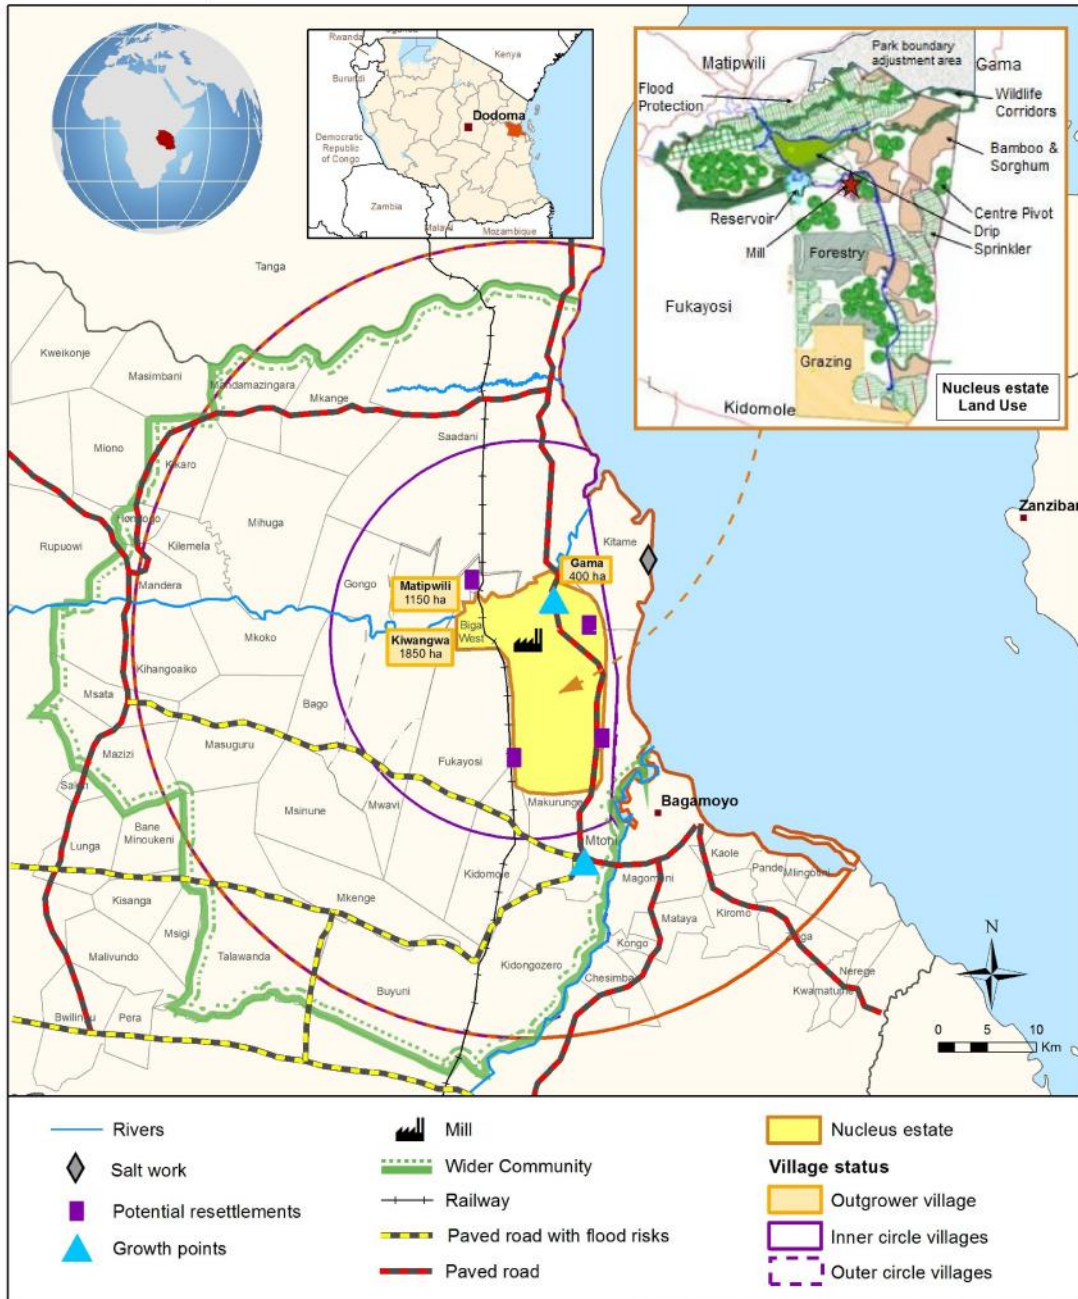 Uganda
Rwanda
Kenya
Burundi
Dodoma
Democratic
Republic
of Congo
Zambia
Malawi
Mozambique
Matipwili
Park boundary
adjustment area
Gama
Flood
Protection
Wildlife
Corridors
Bamboo &
Sorghum
Reservoir
Centre Pivot
Drip
Mill
Sprinkler
Forestry
Fukayosi
Grazing
Kidomole
Nucleus estate
Land Use
Tanga
Kweikonje
Masimbani
Mandamazingara
Mkange
Miono
Saadani
Kikaro
Zanzibar
Rupuowi
Mihuga
Kilemela
Kitame
Mandera
Gongo
Gama
400 ha
Matipwili
1150 ha
Biga
West
Kiwangwa
1850 ha
Mkoko
Kihangoaiko
Msata
Bago
Mazizi
Masuguru
Fukayosi
Msinune
Mwavi
Makurunge
Bagamoyo
Bane
Minoukeni
Lunga
Kidomole
Magomeni
Kaole
Pande
Mlingotini
Kisanga
Mkenge
Mataya
Kiromo
Msigi
Kongo
Malivundo
Talawanda
Kidongozero
Chesimba
Nerege
Buyuni
Kwamatume
Pera
N
0 5 10
Km
Rivers
Mill
Nucleus estate
Salt work
Wider Community
Village status
Potential resettlements
Railway
Outgrower village
Growth points
Paved road with flood risks
Inner circle villages
Paved road
Outer circle villages